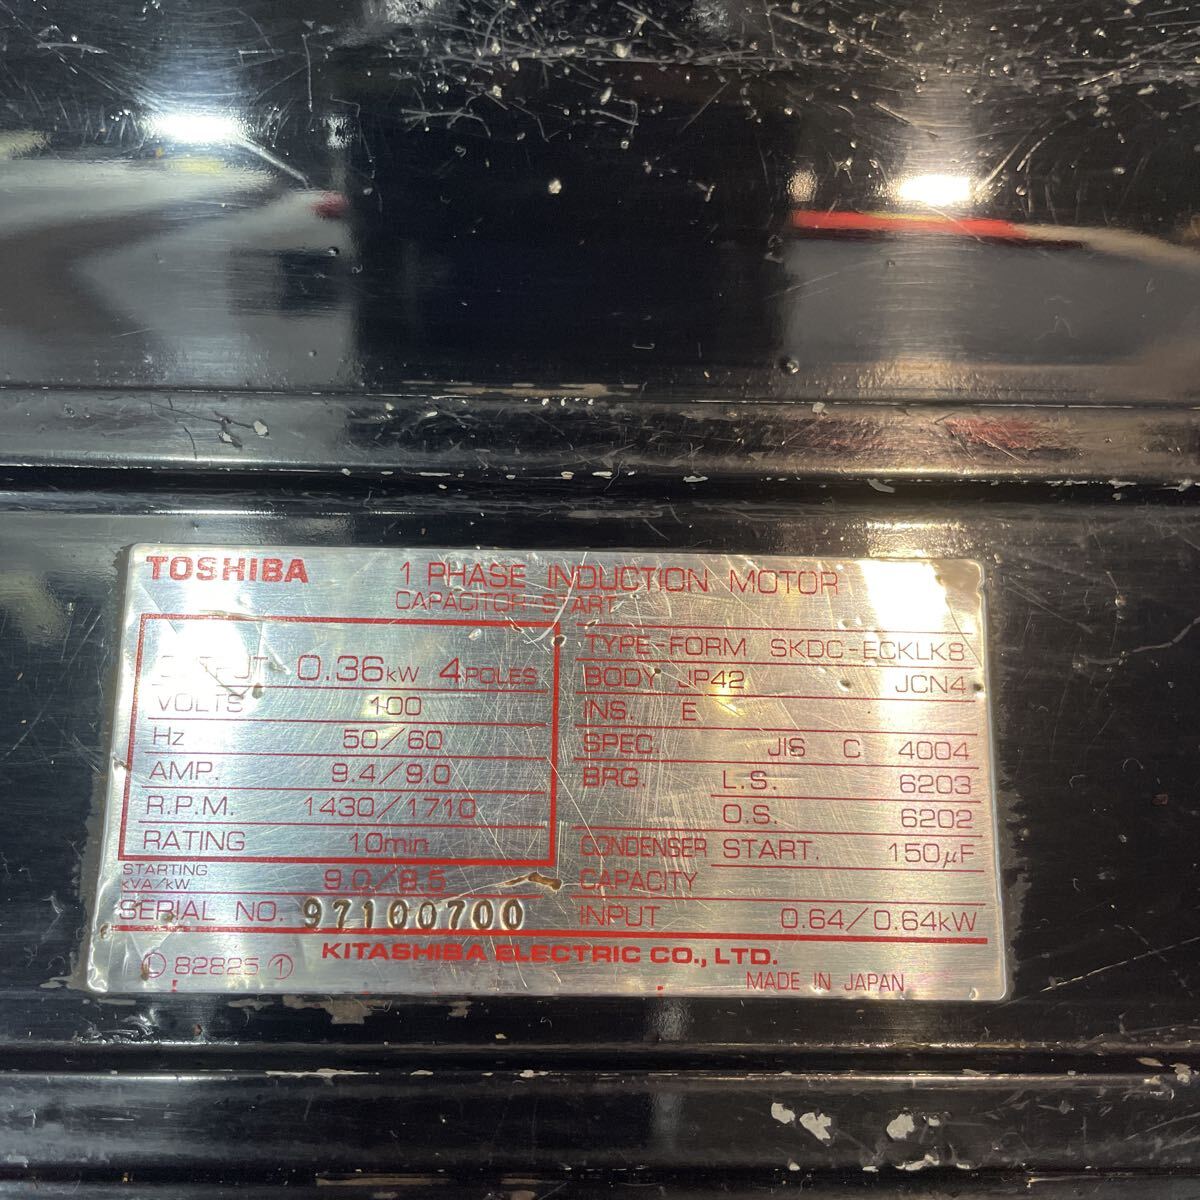 TOSHIBA 1 PHASE INDUCTION MOTOR
CAPACITOR-START
OUTPUT 0.36kW 4POLES
VOLTS 100
Hz 50/60
AMP. 9.4/9.0
R.P.M. 1430/1710
RATING 10min
STARTING kVA/kW 9.0/8.5
SERIAL NO. 97100700
TYPE-FORM SKDC-ECKLK8
BODY JP42 JCN4
INS. E
SPEC. JIS C 4004
BRG. L.S. 6203
O.S. 6202
CONDENSER CAPACITY START. 150μF
INPUT 0.64/0.64kW
KITASHIBA ELECTRIC CO., LTD.
Ⓛ 82825 ①
MADE IN JAPAN